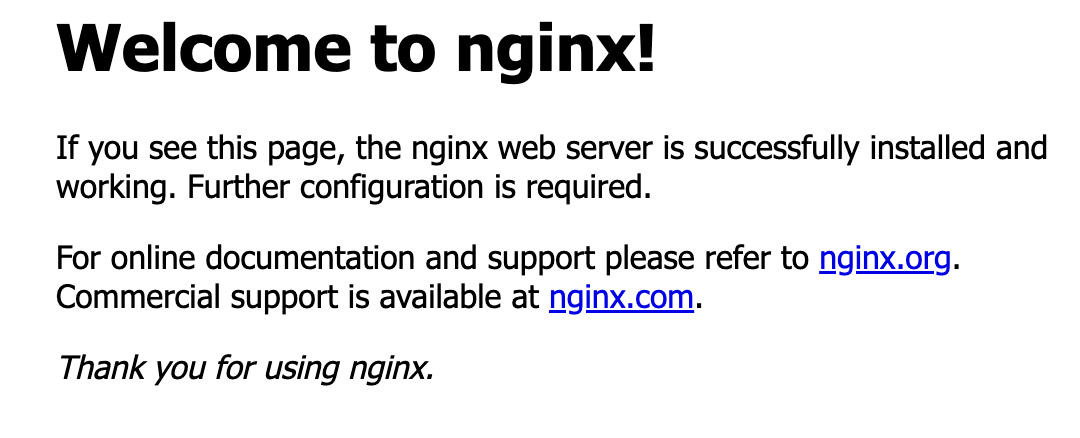 Welcome to nginx!
If you see this page, the nginx web server is successfully installed and
working. Further configuration is required.
For online documentation and support please refer to nginx.org.
Commercial support is available at nginx.com.
Thank you for using nginx.